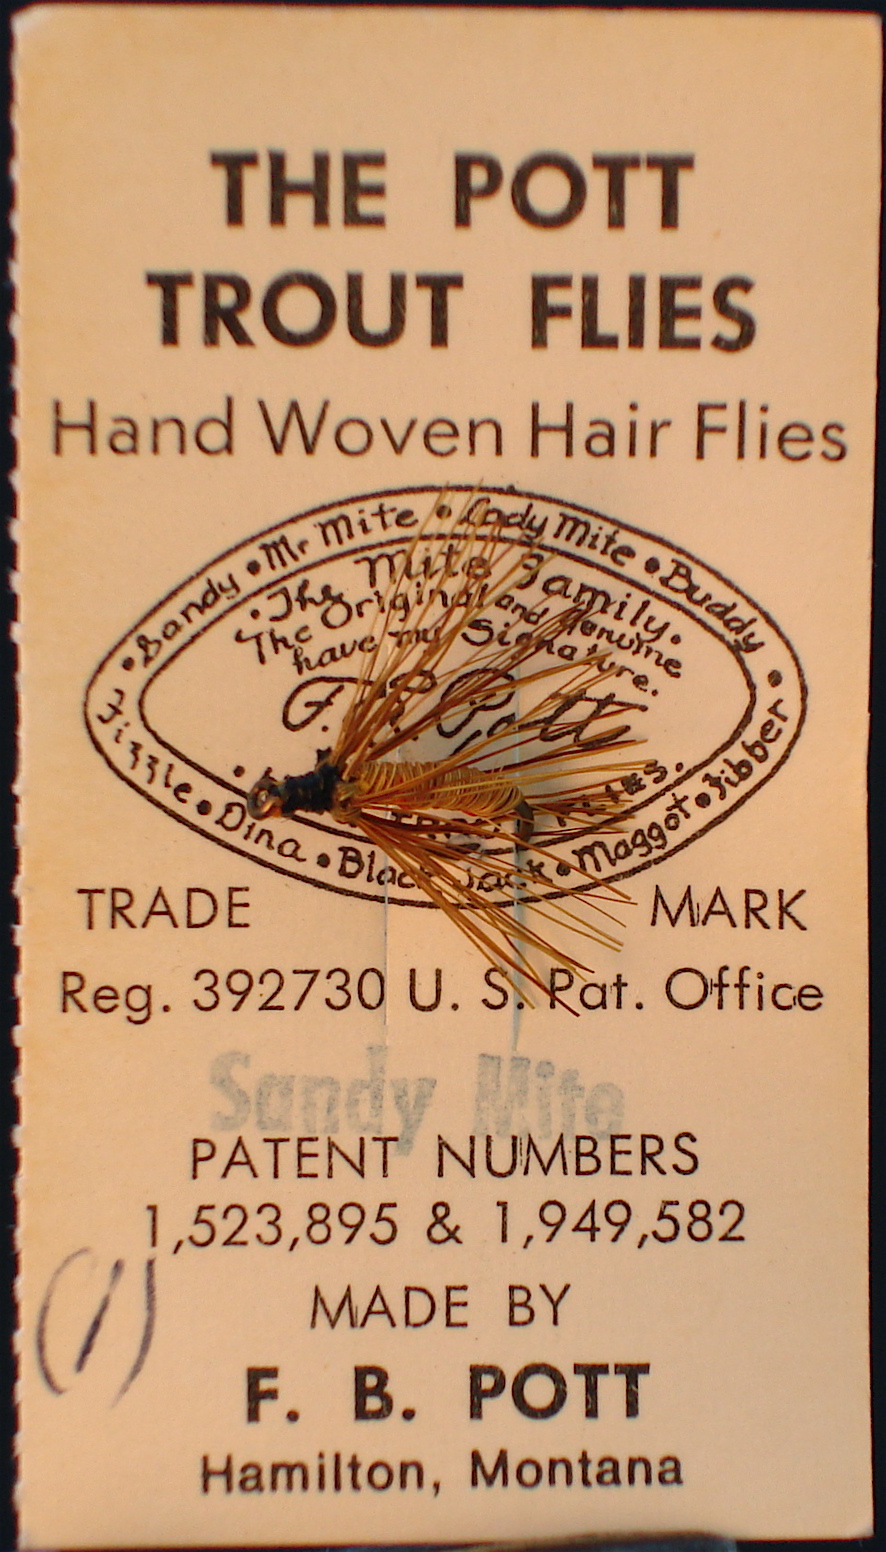 THE POTT
TROUT FLIES
Hand Woven Hair Flies
• Sandy • Mr Mite • Lady Mite • Buddy •
• The Mite Family •
The Original and Genuine
have my Signature.
F. B. Pott
Fizzle • Dina • Black Jack • Maggot • Jibber
TRADE MARK
Reg. 392730 U. S. Pat. Office
Sandy Mite
PATENT NUMBERS
1,523,895 & 1,949,582
(1)
MADE BY
F. B. POTT
Hamilton, Montana